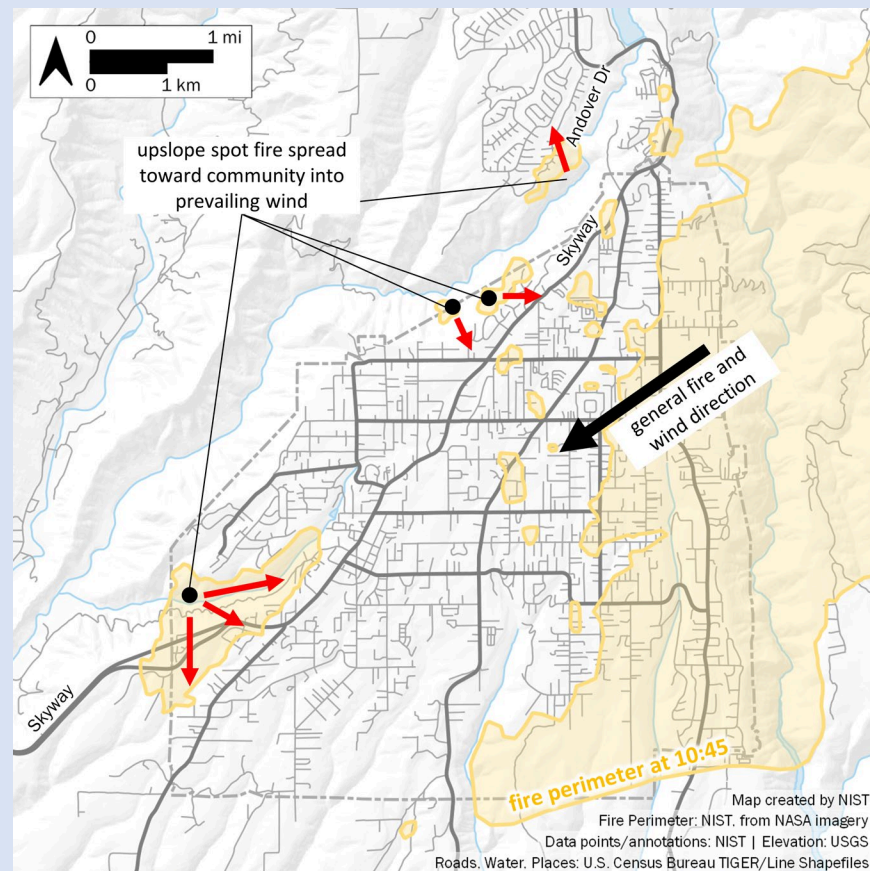 0 1 mi
0 1 km
upslope spot fire spread
toward community into
prevailing wind
Andover Dr
Skyway
general fire and
wind direction
Skyway
fire perimeter at 10:45
Map created by NIST
Fire Perimeter: NIST, from NASA imagery
Data points/annotations: NIST | Elevation: USGS
Roads, Water, Places: U.S. Census Bureau TIGER/Line Shapefiles